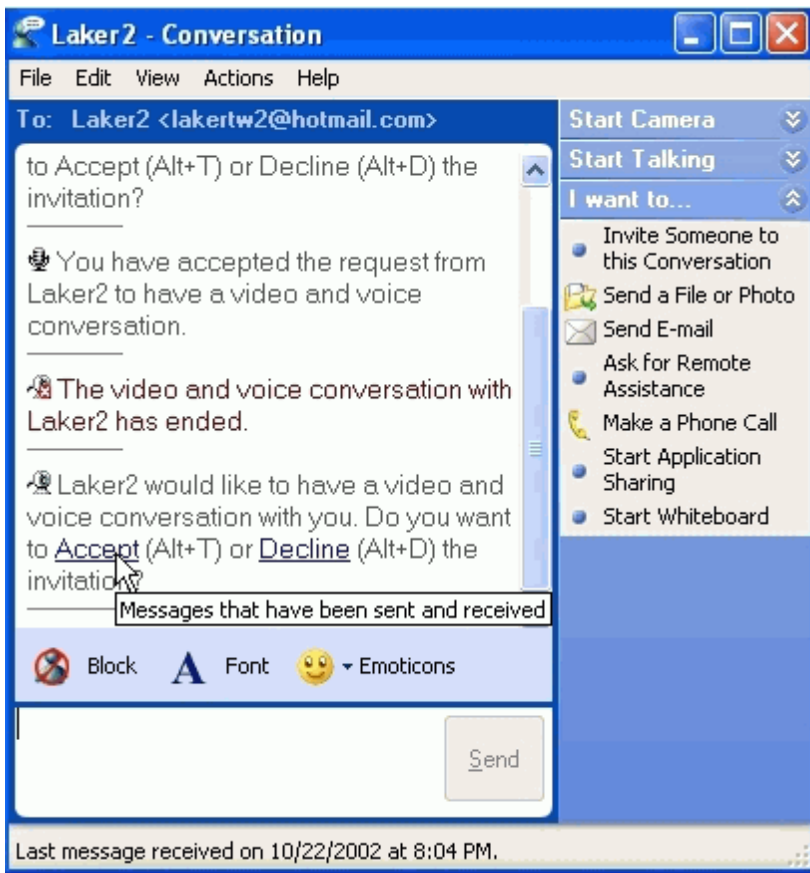 Laker2 - Conversation
File Edit View Actions Help
To: Laker2 <lakertw2@hotmail.com>
to Accept (Alt+T) or Decline (Alt+D) the
invitation?
You have accepted the request from
Laker2 to have a video and voice
conversation.
The video and voice conversation with
Laker2 has ended.
Laker2 would like to have a video and
voice conversation with you. Do you want
to Accept (Alt+T) or Decline (Alt+D) the
invitation?
Messages that have been sent and received
Block Font Emoticons
Send
Start Camera
Start Talking
I want to...
Invite Someone to
this Conversation
Send a File or Photo
Send E-mail
Ask for Remote
Assistance
Make a Phone Call
Start Application
Sharing
Start Whiteboard
Last message received on 10/22/2002 at 8:04 PM.